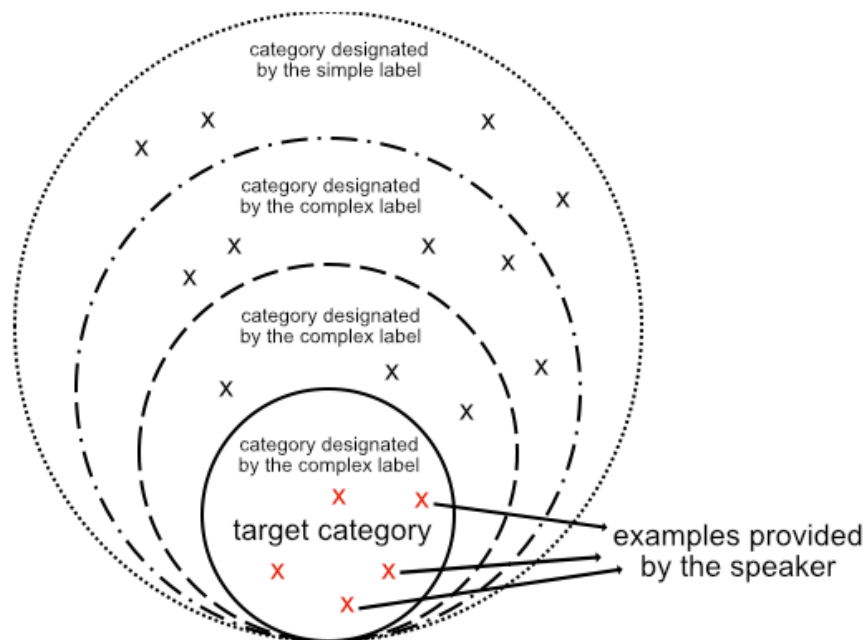 category designated
by the simple label
x
x
x
x
category designated
by the complex label
x
x
x
x
category designated
by the complex label
x
x
x
x
category designated
by the complex label
x
x
target category
x
x
x
examples provided
by the speaker